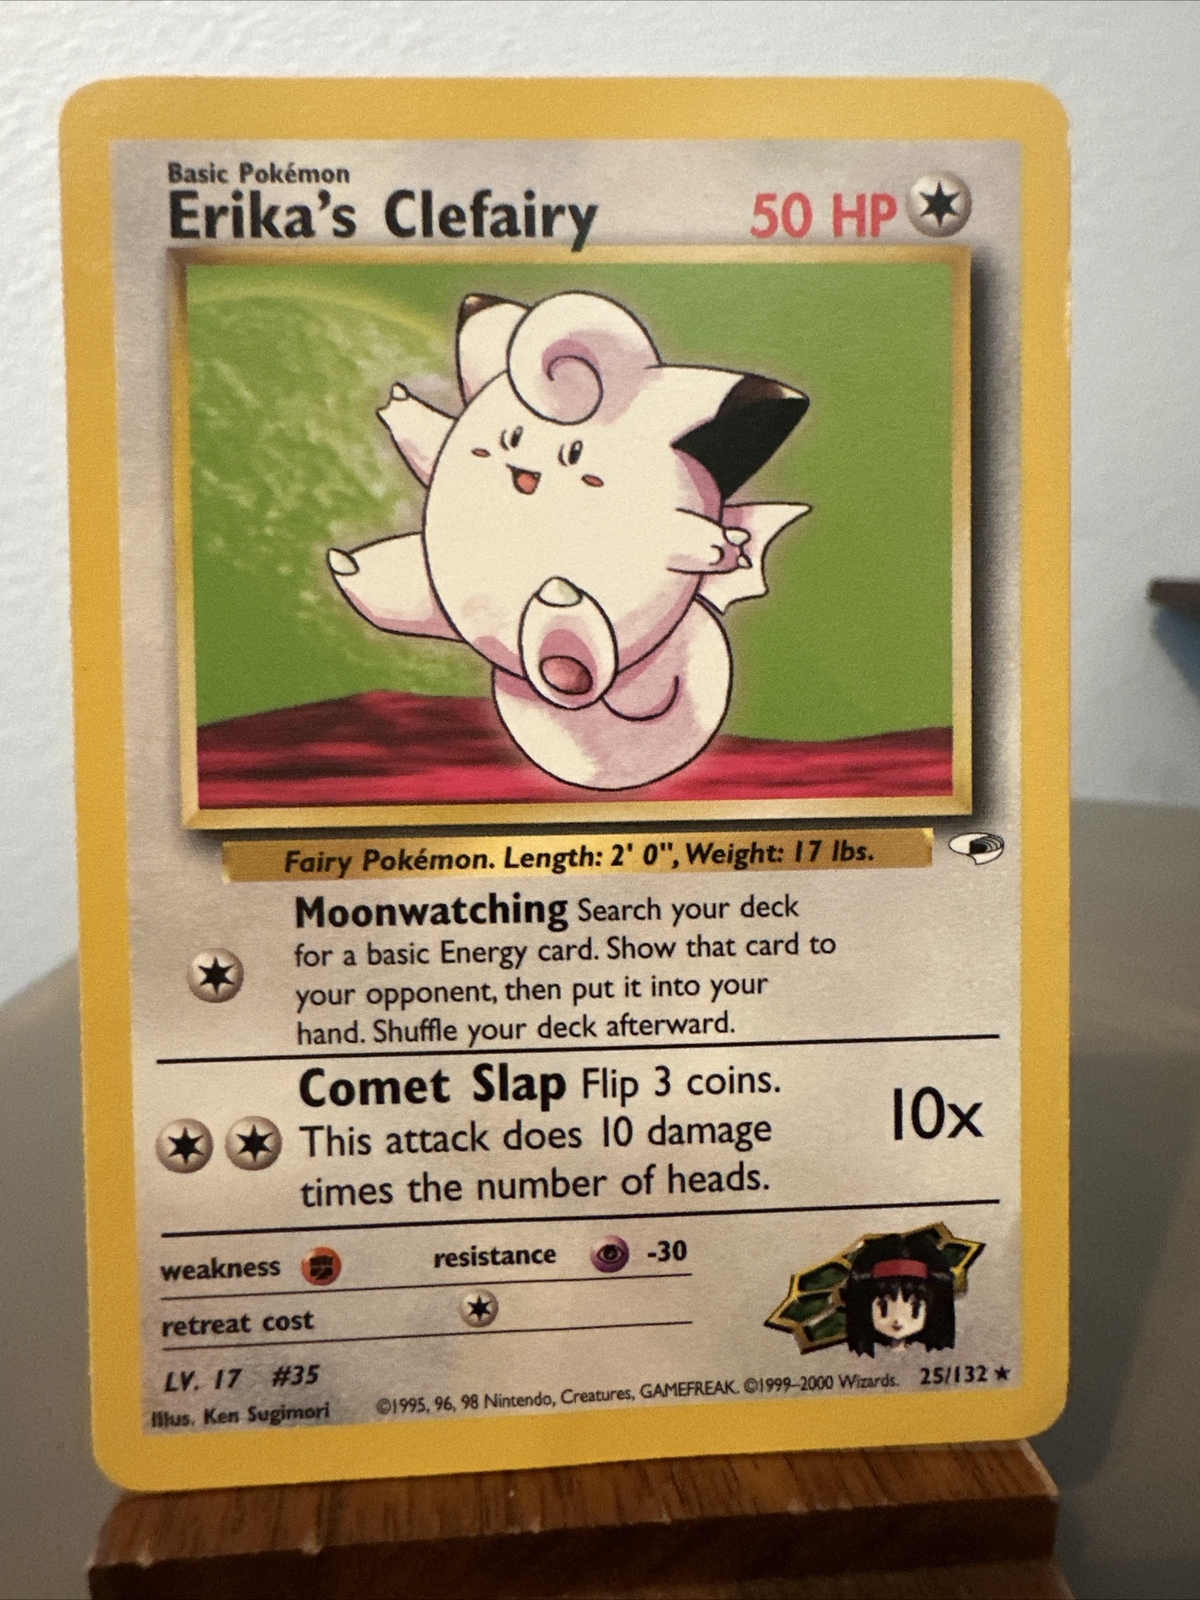 Basic Pokémon
Erika's Clefairy 50 HP
Fairy Pokémon. Length: 2' 0", Weight: 17 lbs.
Moonwatching Search your deck
for a basic Energy card. Show that card to
your opponent, then put it into your
hand. Shuffle your deck afterward.
Comet Slap Flip 3 coins.
This attack does 10 damage
times the number of heads.
10x
weakness resistance -30
retreat cost
LV. 17 #35
Illus. Ken Sugimori ©1995, 96, 98 Nintendo, Creatures, GAMEFREAK. ©1999–2000 Wizards. 25/132 ★